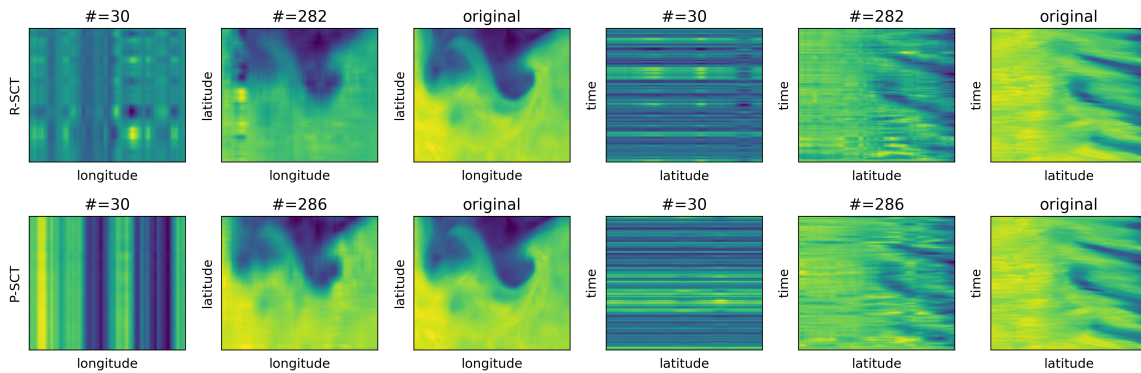 #=30 #=282 original #=30 #=282 original
R-SCT latitude latitude time time time
longitude longitude longitude latitude latitude latitude
#=30 #=286 original #=30 #=286 original
P-SCT latitude latitude time time time
longitude longitude longitude latitude latitude latitude